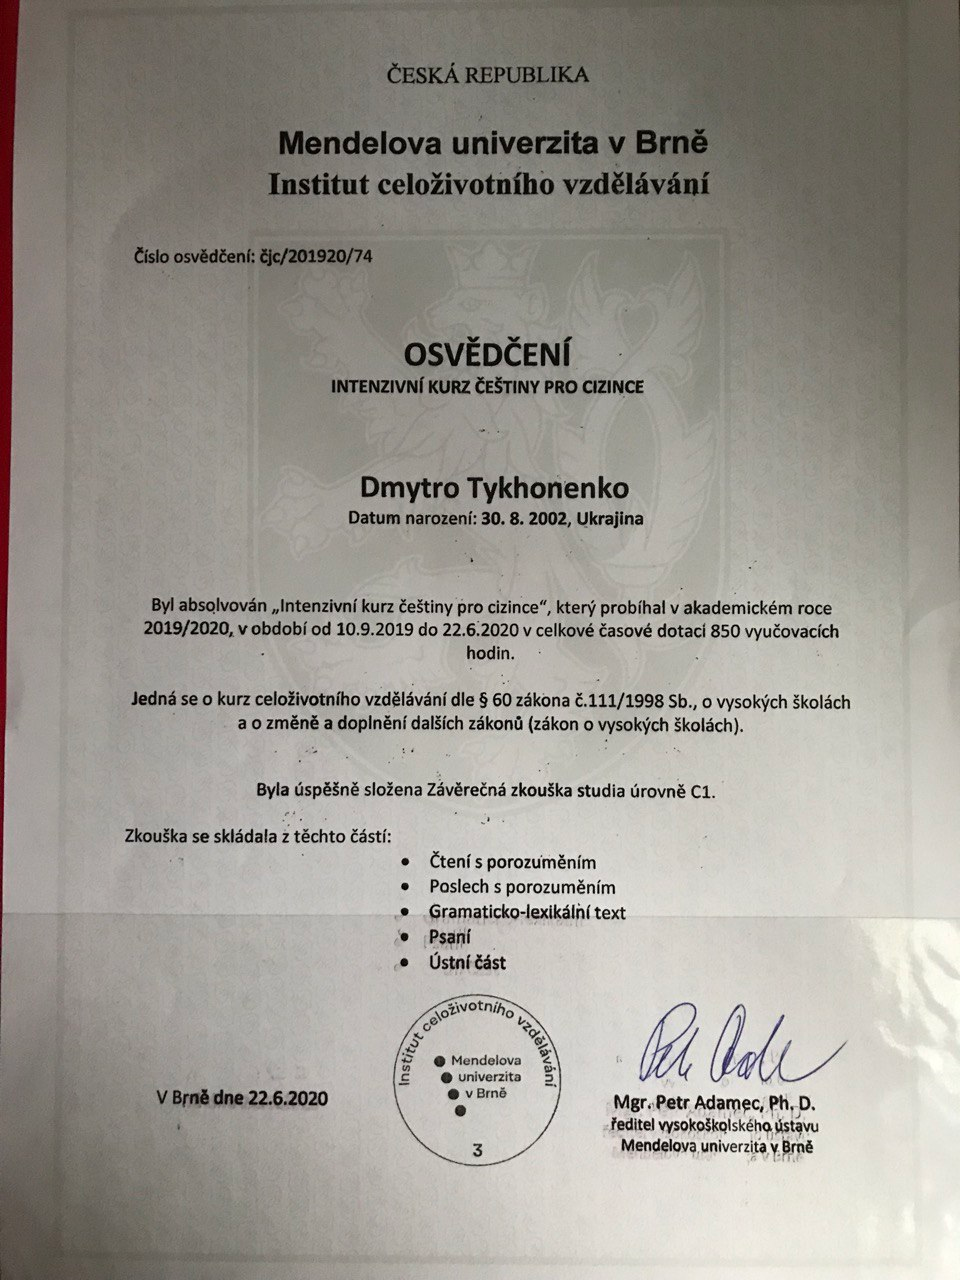 ČESKÁ REPUBLIKA
Mendelova univerzita v Brně
Institut celoživotního vzdělávání
Číslo osvědčení: čjc/201920/74
OSVĚDČENÍ
INTENZIVNÍ KURZ ČEŠTINY PRO CIZINCE
Dmytro Tykhonenko
Datum narození: 30. 8. 2002, Ukrajina
Byl absolvován „Intenzivní kurz češtiny pro cizince“, který probíhal v akademickém roce
2019/2020, v období od 10.9.2019 do 22.6.2020 v celkové časové dotaci 850 vyučovacích
hodin.
Jedná se o kurz celoživotního vzdělávání dle § 60 zákona č.111/1998 Sb., o vysokých školách
a o změně a doplnění dalších zákonů (zákon o vysokých školách).
Byla úspěšně složena Závěrečná zkouška studia úrovně C1.
Zkouška se skládala z těchto částí:
• Čtení s porozuměním
• Poslech s porozuměním
• Gramaticko-lexikální text
• Psaní
• Ústní část
Institut celoživotního vzdělávání
Mendelova
univerzita
v Brně
3
V Brně dne 22.6.2020
Mgr. Petr Adamec, Ph. D.
ředitel vysokoškolského ústavu
Mendelova univerzita v Brně